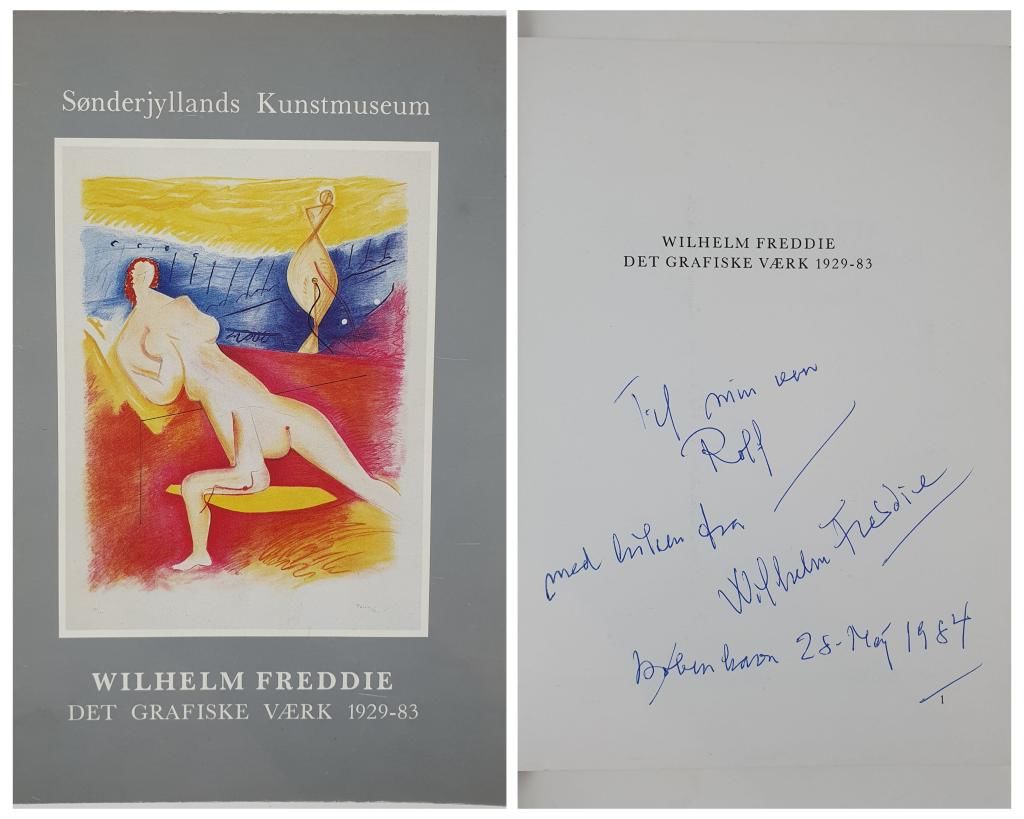 Sønderjyllands Kunstmuseum
WILHELM FREDDIE
DET GRAFISKE VÆRK 1929-83
WILHELM FREDDIE
DET GRAFISKE VÆRK 1929-83
Til min ven
Rolf
med hilsen fra
Wilhelm Freddie
København 28-Maj 1984
1